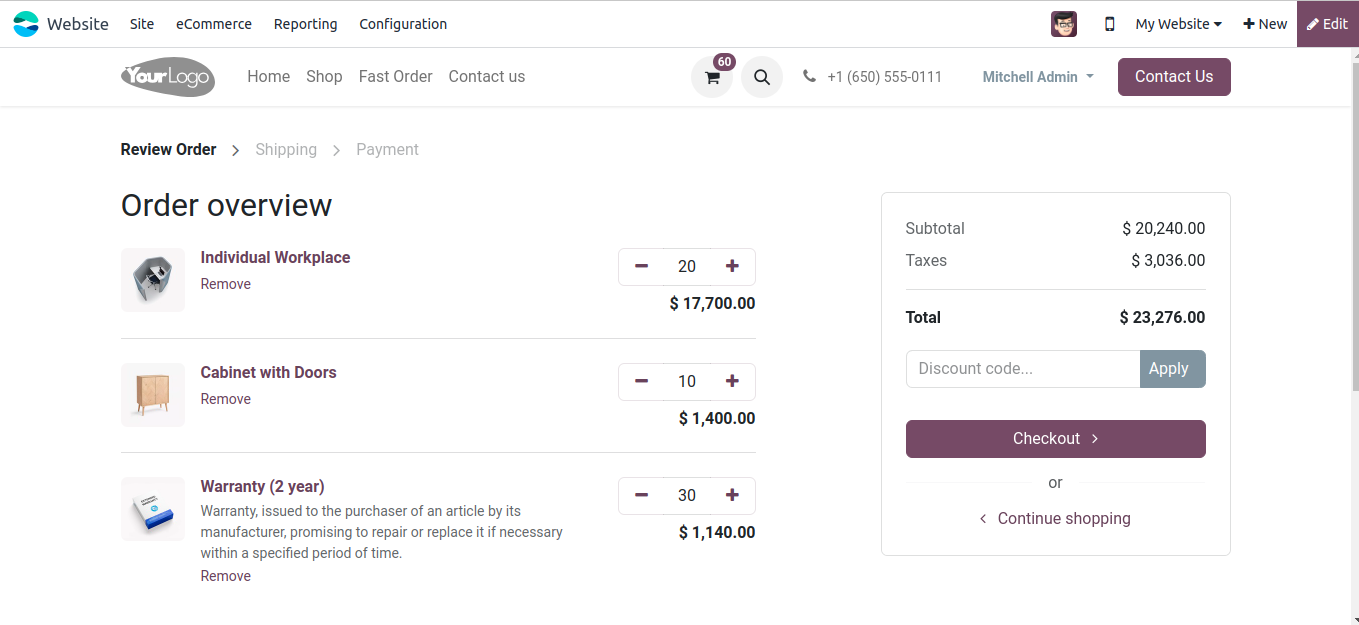 Website Site eCommerce Reporting Configuration My Website New Edit
YourLogo Home Shop Fast Order Contact us 60 +1 (650) 555-0111 Mitchell Admin Contact Us
Review Order Shipping Payment
Order overview
Individual Workplace
Remove
20
$ 17,700.00
Cabinet with Doors
Remove
10
$ 1,400.00
Warranty (2 year)
Warranty, issued to the purchaser of an article by its
manufacturer, promising to repair or replace it if necessary
within a specified period of time.
Remove
30
$ 1,140.00
Subtotal $ 20,240.00
Taxes $ 3,036.00
Total $ 23,276.00
Discount code... Apply
Checkout
or
Continue shopping